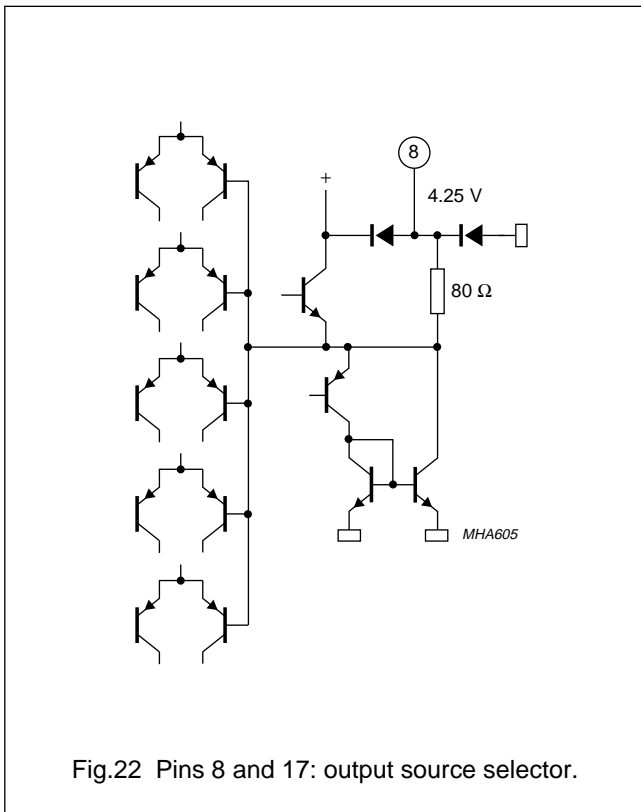 8
+
4.25 V
80 Ω
MHA605
Fig.22 Pins 8 and 17: output source selector.